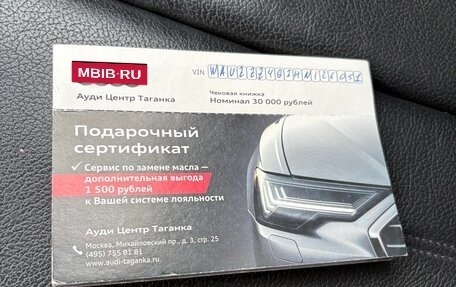 MBIB·RU
VIN WAUZZZ4G3HN126051
Ауди Центр Таганка
Чековая книжка
Номинал 30 000 рублей
Подарочный
сертификат
✓ Сервис по замене масла —
дополнительная выгода
1 500 рублей
к Вашей системе лояльности
Ауди Центр Таганка
Москва, Михайловский пр., д. 3, стр. 25
(495) 755 81 81
www.audi-taganka.ru